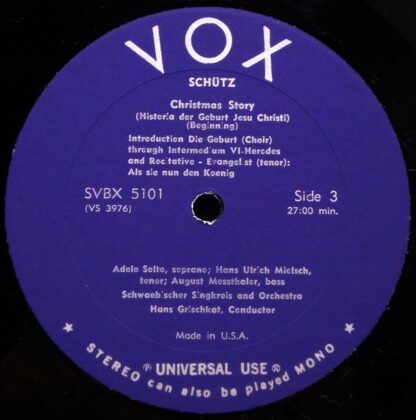 VOX
SCHÜTZ
Christmas Story
(Historia der Geburt Jesu Christi)
(Beginning)
Introduction Die Geburt (Choir)
through Intermedium VI-Herodes
and Recitative - Evangelist (tenor):
Als sie nun den Koenig
SVBX 5101 Side 3
(VS 3976) 27:00 min.
Adele Solte, soprano; Hans Ulrich Mielsch,
tenor; August Messthaler, bass
Schwaebischer Singkreis and Orchestra
Hans Grischkat, Conductor
Made in U.S.A.
℗ UNIVERSAL USE ®
★ STEREO can also be played MONO ★